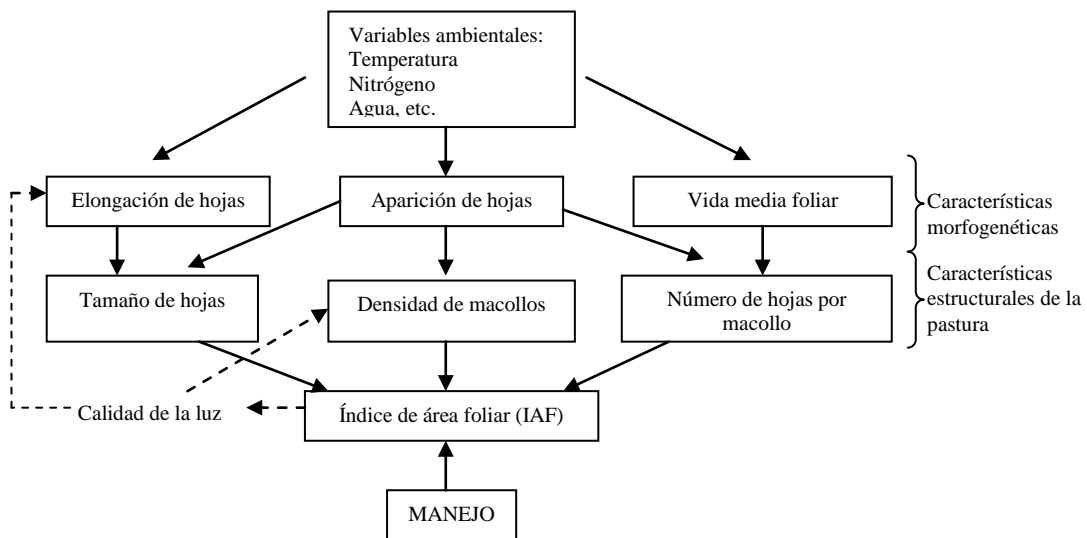 Variables ambientales:
Temperatura
Nitrógeno
Agua, etc.
Elongación de hojas
Aparición de hojas
Vida media foliar
Características
morfogenéticas
Tamaño de hojas
Densidad de macollos
Número de hojas por
macollo
Características
estructurales de la
pastura
Calidad de la luz
Índice de área foliar (IAF)
MANEJO